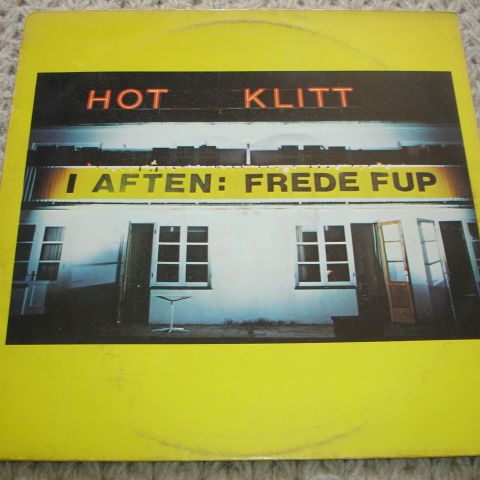 HOT KLITT
I AFTEN: FREDE FUP